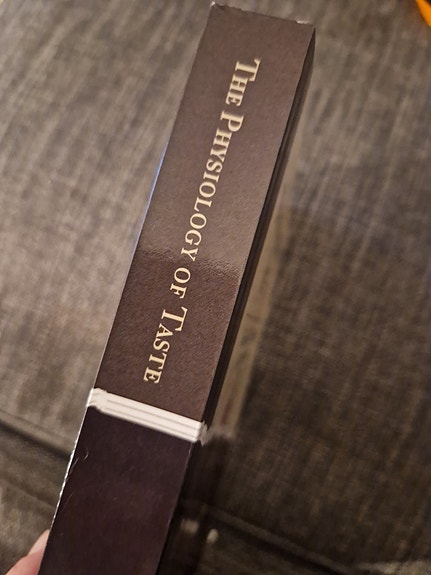 THE PHYSIOLOGY OF TASTE